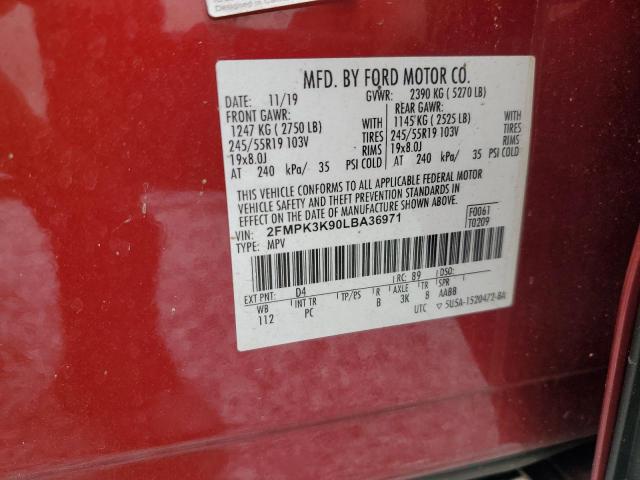 MFD. BY FORD MOTOR CO.
DATE: 11/19 GVWR: 2390 KG ( 5270 LB)
FRONT GAWR: REAR GAWR:
1247 KG ( 2750 LB) WITH 1145 KG ( 2525 LB) WITH
245/55R19 103V TIRES 245/55R19 103V TIRES
19x8.0J RIMS 19x8.0J RIMS
AT 240 kPa/ 35 PSI COLD AT 240 kPa/ 35 PSI COLD
THIS VEHICLE CONFORMS TO ALL APPLICABLE FEDERAL MOTOR
VEHICLE SAFETY AND THEFT PREVENTION STANDARDS IN
EFFECT ON THE DATE OF MANUFACTURE SHOWN ABOVE.
VIN: 2FMPK3K90LBA36971 F0061
TYPE: MPV T0209
EXT PNT: D4 RC: 89 DSO:
WB INT TR TP/PS R AXLE TR SPR
112 PC B 3K B AABB
UTC ▽ 5U5A-1520472-BA